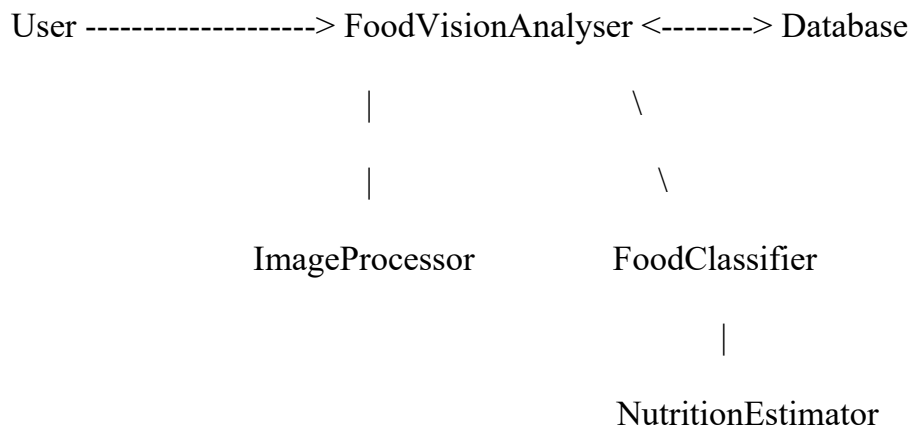 User --------------------> FoodVisionAnalyser <--------> Database
| \
| \
ImageProcessor FoodClassifier
|
NutritionEstimator